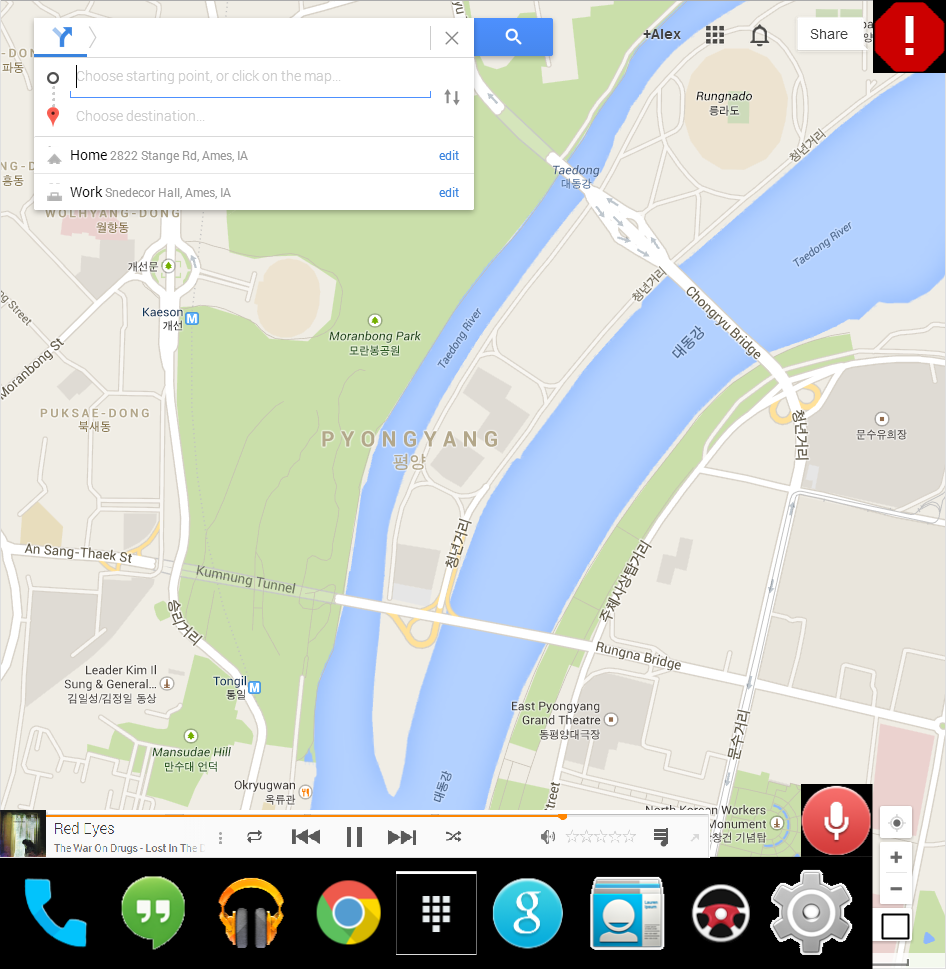 +Alex
Share
Choose starting point, or click on the map...
Choose destination...
Home 2822 Stange Rd, Ames, IA
edit
Work Snedecor Hall, Ames, IA
edit
파동
흥동
Rungnado
릉라도
청년거리
Taedong
대동강
WOLHYANG-DONG
월향동
Taedong River
개선문
청년거리
Kaeson
개선
Chongryu Bridge
Moranbong Park
모란봉공원
Taedong River
대동강
Moranbong St
PUKSAE-DONG
북새동
PYONGYANG
평양
청년거리
문수유희장
An Sang-Thaek St
Kumnung Tunnel
청년거리
주체사상탑거리
승리거리
Rungna Bridge
Leader Kim Il
Sung & General...
김일성/김정일 동상
Tongil
통일
East Pyongyang
Grand Theatre
동평양대극장
문수거리
Mansudae Hill
만수대 언덕
Okryugwan
옥류관
대동강
Street
North Korean Workers
Monument
창건 기념탑
Red Eyes
The War On Drugs - Lost In The D
g